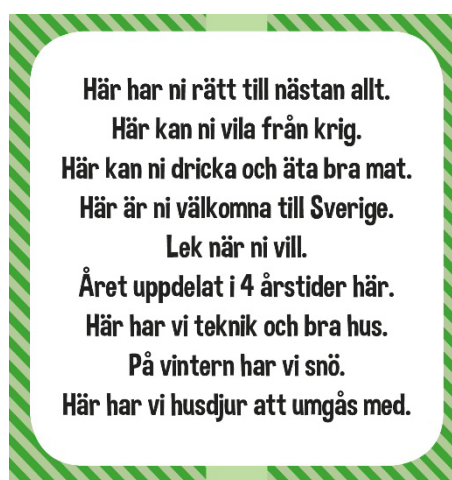 Här har ni rätt till nästan allt.
Här kan ni vila från krig.
Här kan ni dricka och äta bra mat.
Här är ni välkomna till Sverige.
Lek när ni vill.
Året uppdelat i 4 årstider här.
Här har vi teknik och bra hus.
På vintern har vi snö.
Här har vi husdjur att umgås med.